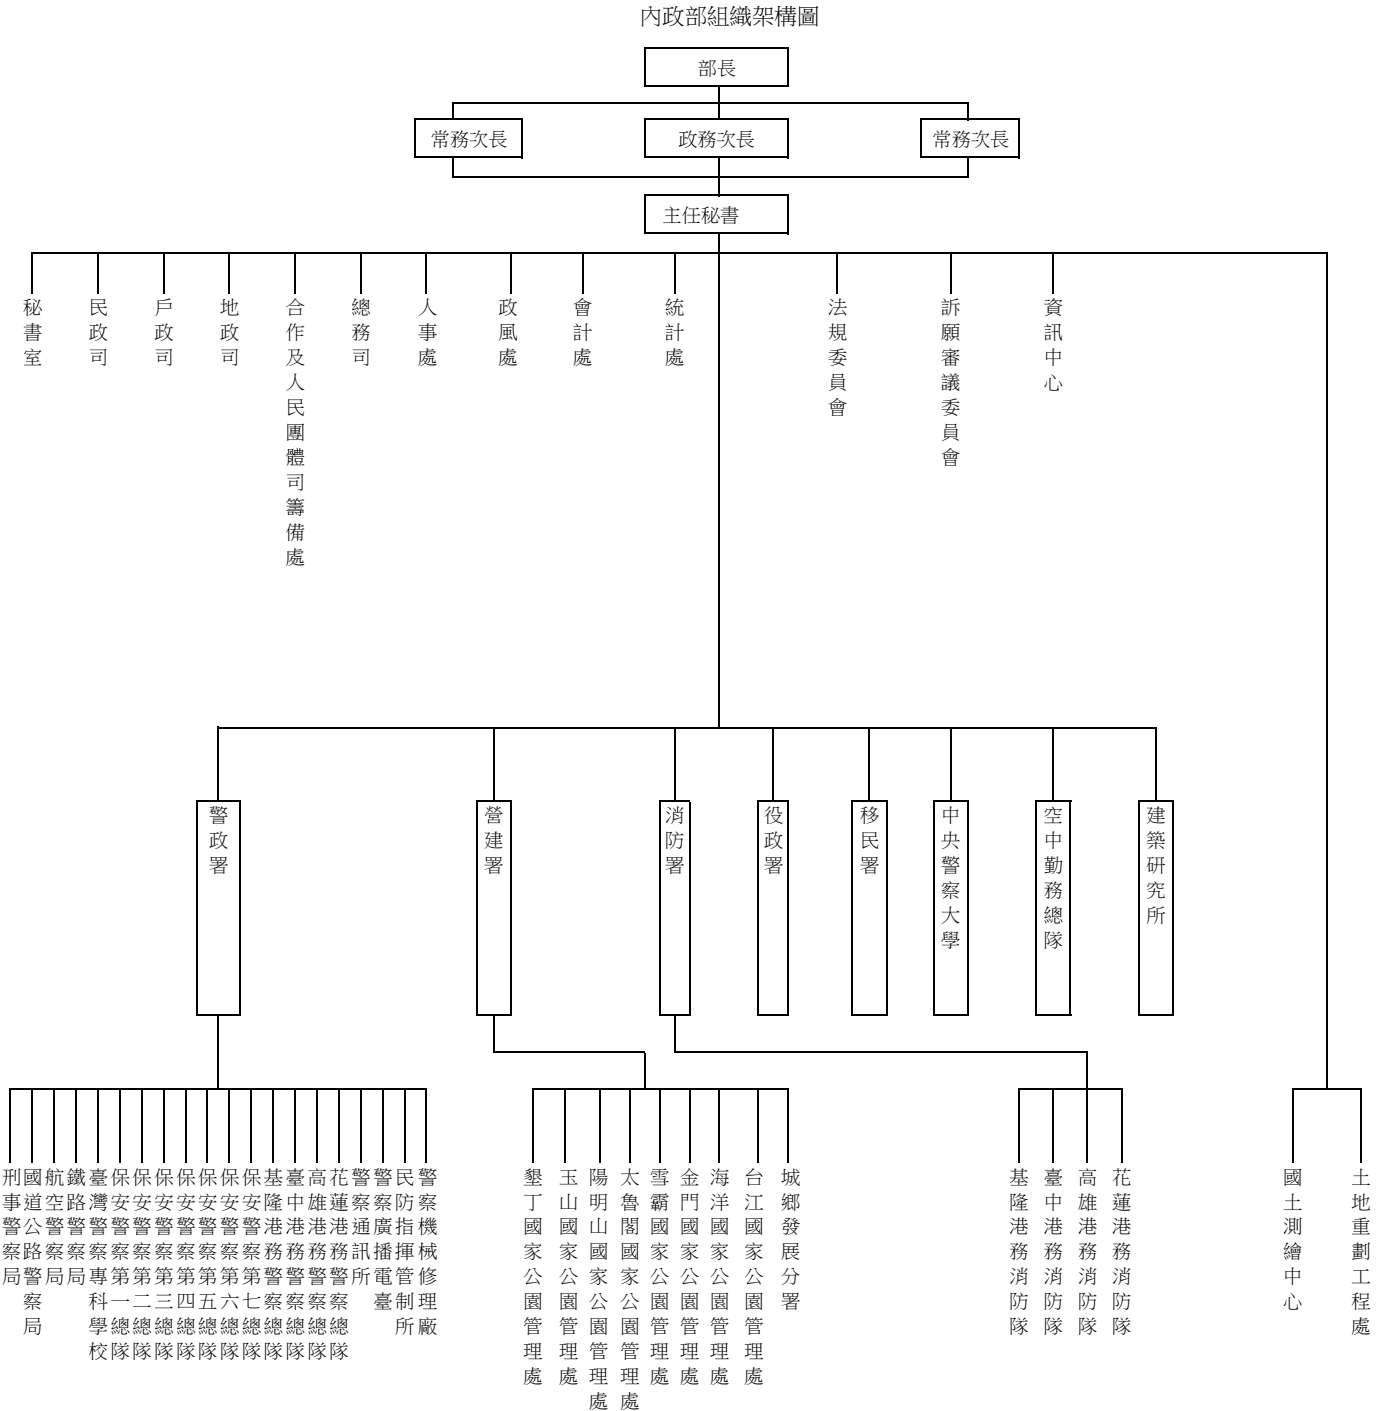 內政部組織架構圖
部長
常務次長
政務次長
常務次長
主任秘書
秘書室
民政司
戶政司
地政司
合作及人民團體司籌備處
總務司
人事處
政風處
會計處
統計處
法規委員會
訴願審議委員會
資訊中心
警政署
營建署
消防署
役政署
移民署
中央警察大學
空中勤務總隊
建築研究所
刑事警察局
國道公路警察局
航空警察局
鐵路警察局
臺灣警察專科學校
保安警察第一總隊
保安警察第二總隊
保安警察第三總隊
保安警察第四總隊
保安警察第五總隊
保安警察第六總隊
保安警察第七總隊
基隆港務警察總隊
臺中港務警察總隊
高雄港務警察總隊
花蓮港務警察總隊
警察通訊所
警察廣播電臺
民防指揮管制所
警察機械修理廠
墾丁國家公園管理處
玉山國家公園管理處
陽明山國家公園管理處
太魯閣國家公園管理處
雪霸國家公園管理處
金門國家公園管理處
海洋國家公園管理處
台江國家公園管理處
城鄉發展分署
基隆港務消防隊
臺中港務消防隊
高雄港務消防隊
花蓮港務消防隊
國土測繪中心
土地重劃工程處